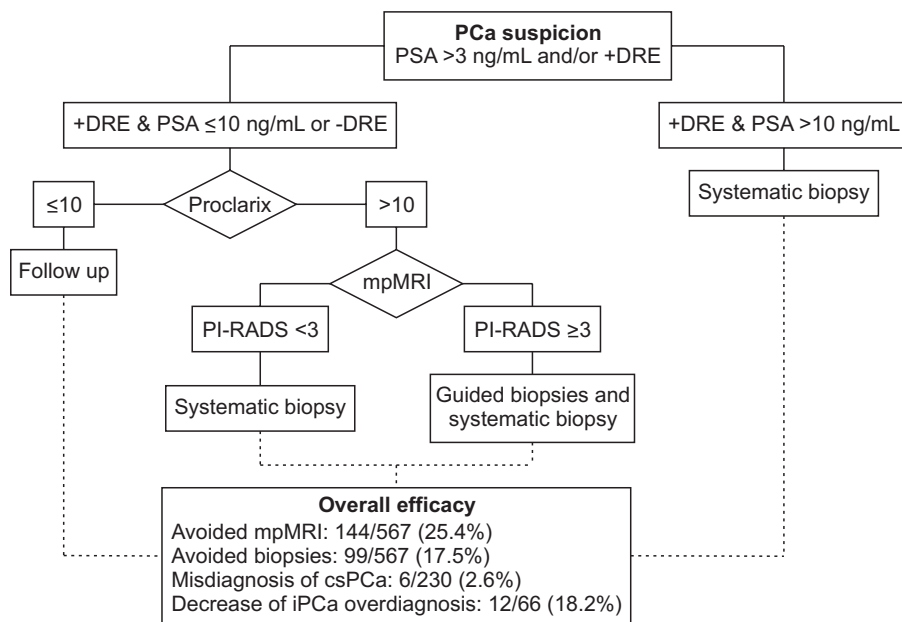 PCa suspicion
PSA >3 ng/mL and/or +DRE
+DRE & PSA ≤10 ng/mL or -DRE
+DRE & PSA >10 ng/mL
≤10
Proclarix
>10
Systematic biopsy
Follow up
mpMRI
PI-RADS <3
PI-RADS ≥3
Systematic biopsy
Guided biopsies and
systematic biopsy
Overall efficacy
Avoided mpMRI: 144/567 (25.4%)
Avoided biopsies: 99/567 (17.5%)
Misdiagnosis of csPCa: 6/230 (2.6%)
Decrease of iPCa overdiagnosis: 12/66 (18.2%)